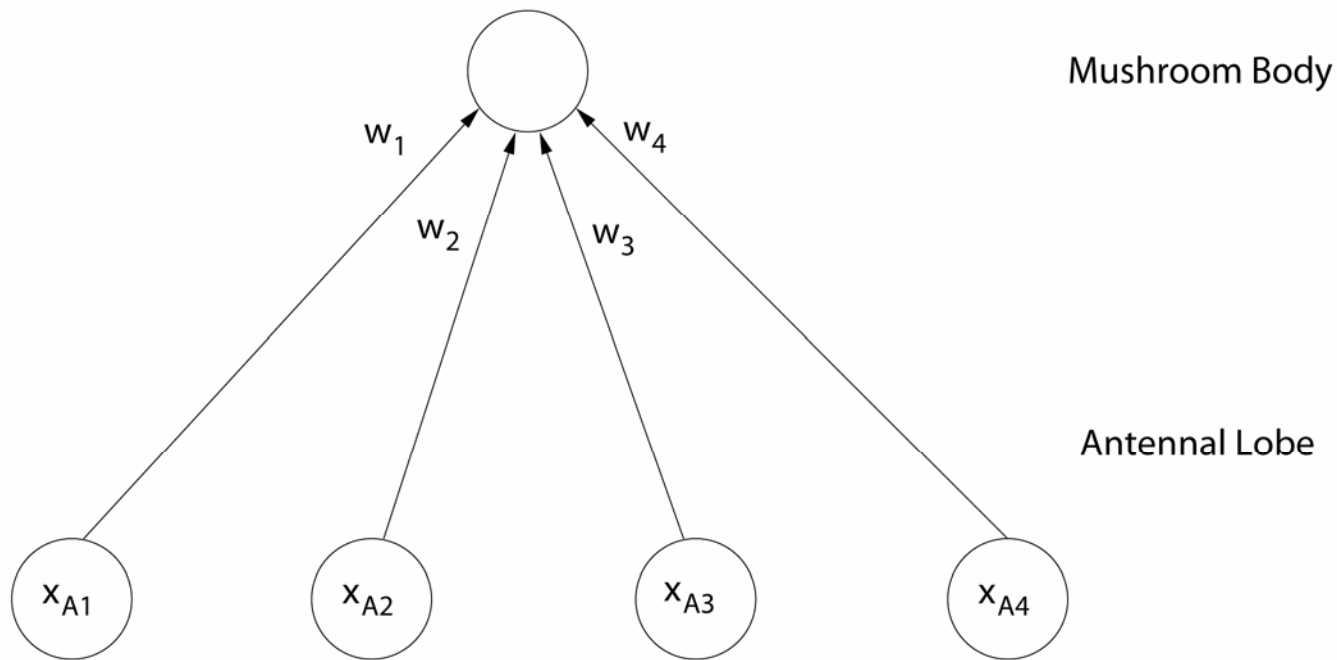 Mushroom Body
w1
w4
w2
w3
Antennal Lobe
xA1
xA2
xA3
xA4